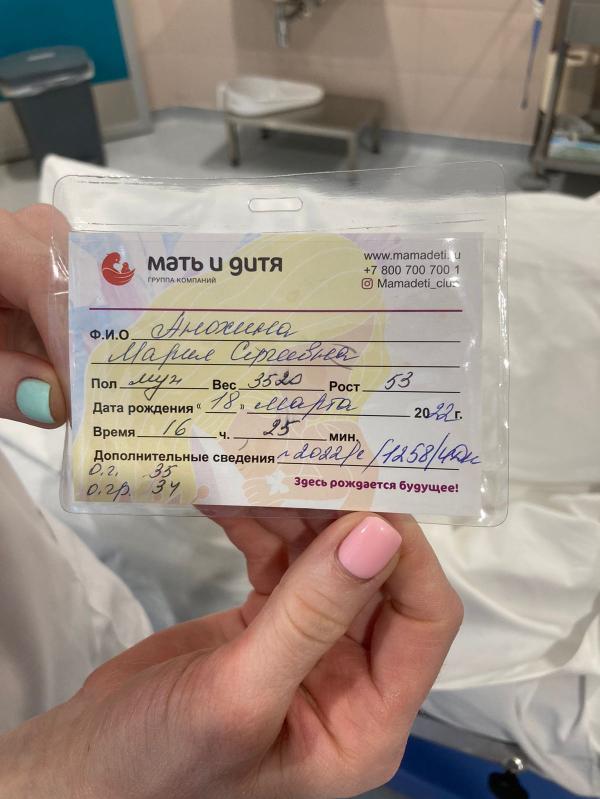 мать и дитя
ГРУППА КОМПАНИЙ
www.mamadeti.ru
+7 800 700 700 1
Mamadeti_club
Ф.И.О Анохина
Мария Сергеевна
Пол муж Вес 3520 Рост 53
Дата рождения "18" марта 2022 г.
Время 16 ч. 25 мин.
Дополнительные сведения
о.г. 35
о.гр. 34
Здесь рождается будущее!